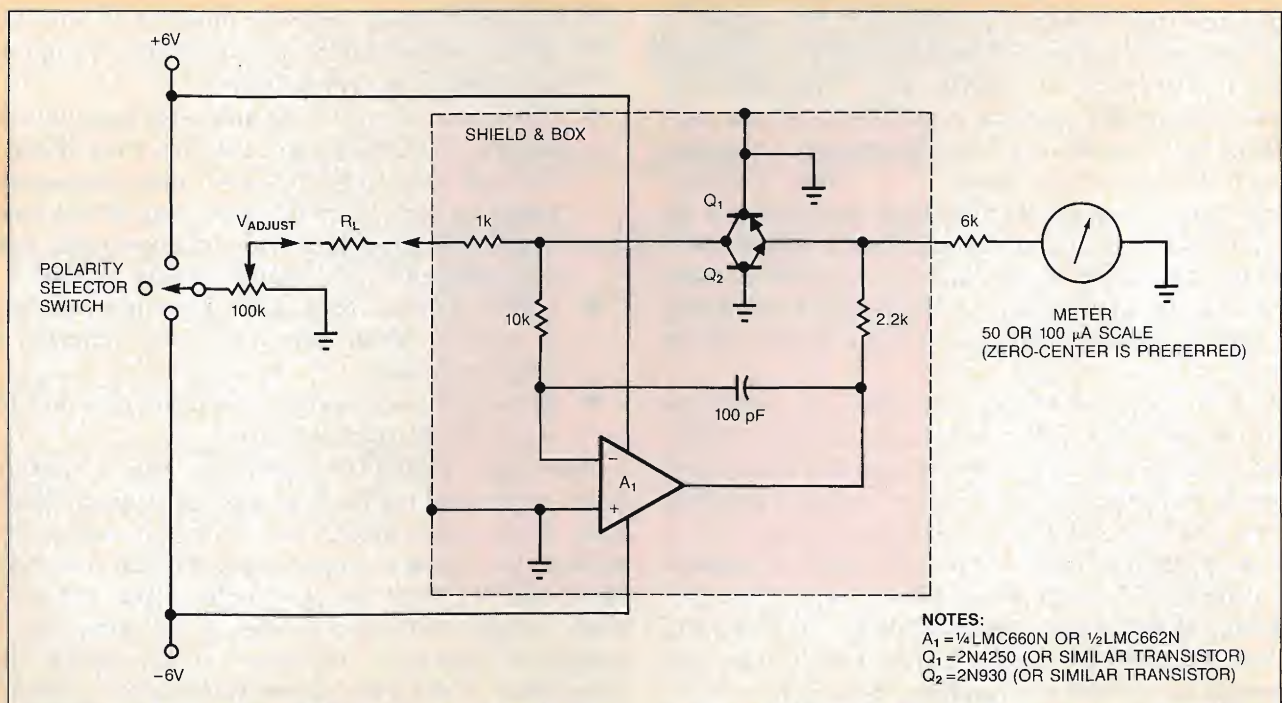 +6V
SHIELD & BOX
Q1
VADJUST
RL
1k
6k
POLARITY
SELECTOR
SWITCH
100k
Q2
10k
2.2k
METER
50 OR 100 µA SCALE
(ZERO-CENTER IS PREFERRED)
100 pF
−
A1
+
−6V
NOTES:
A1=¼LMC660N OR ½LMC662N
Q1=2N4250 (OR SIMILAR TRANSISTOR)
Q2=2N930 (OR SIMILAR TRANSISTOR)